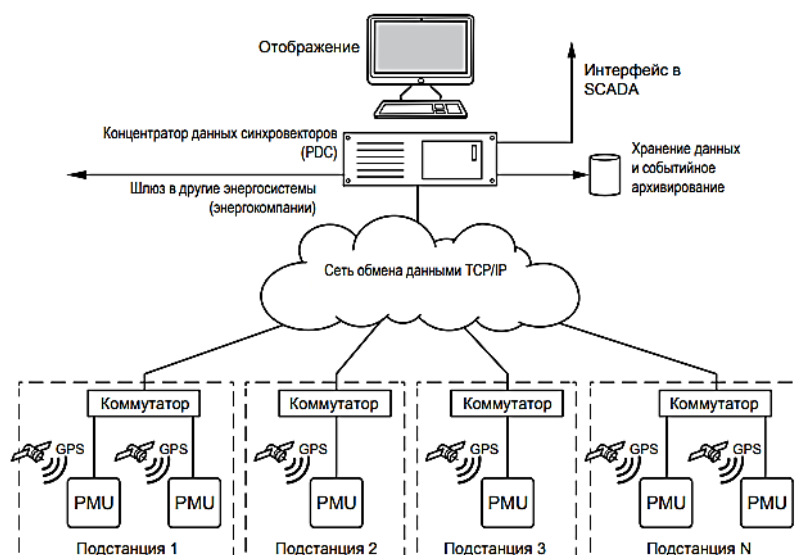 Отображение
Интерфейс в
SCADA
Концентратор данных синхровекторов
(PDC)
Хранение данных
и событийное
архивирование
Шлюз в другие энергосистемы
(энергокомпании)
Сеть обмена данными TCP/IP
Коммутатор
Коммутатор
Коммутатор
Коммутатор
GPS
GPS
GPS
GPS
GPS
GPS
PMU
PMU
PMU
PMU
PMU
PMU
Подстанция 1
Подстанция 2
Подстанция 3
Подстанция N